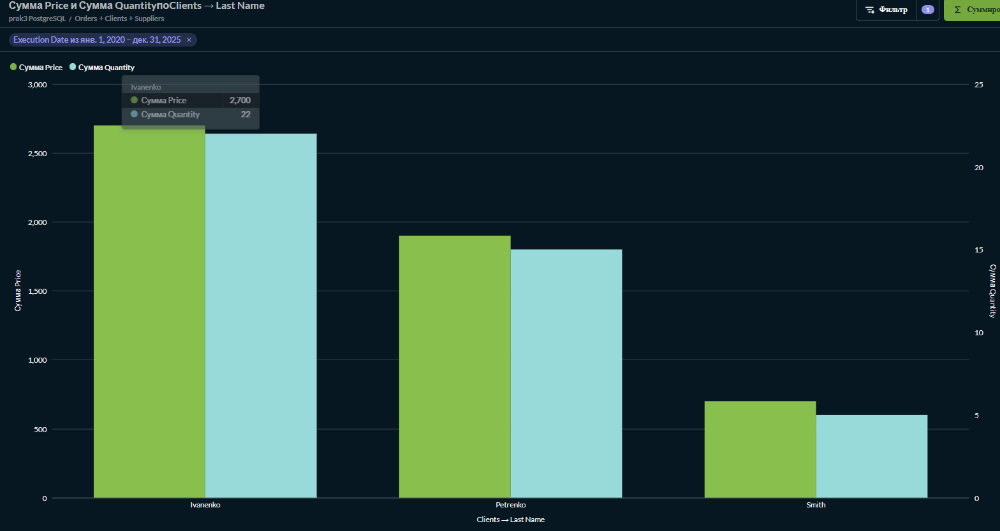 Сумма Price и Сумма QuantityпоClients → Last Name
prak3 PostgreSQL / Orders + Clients + Suppliers
Фильтр 1
Σ Суммиро
Execution Date из янв. 1, 2020 – дек. 31, 2025 ×
Сумма Price Сумма Quantity
Ivanenko
Сумма Price 2,700
Сумма Quantity 22
3,000
2,500
2,000
1,500
1,000
500
0
Сумма Price
25
20
15
10
5
0
Сумма Quantity
Ivanenko Petrenko Smith
Clients → Last Name